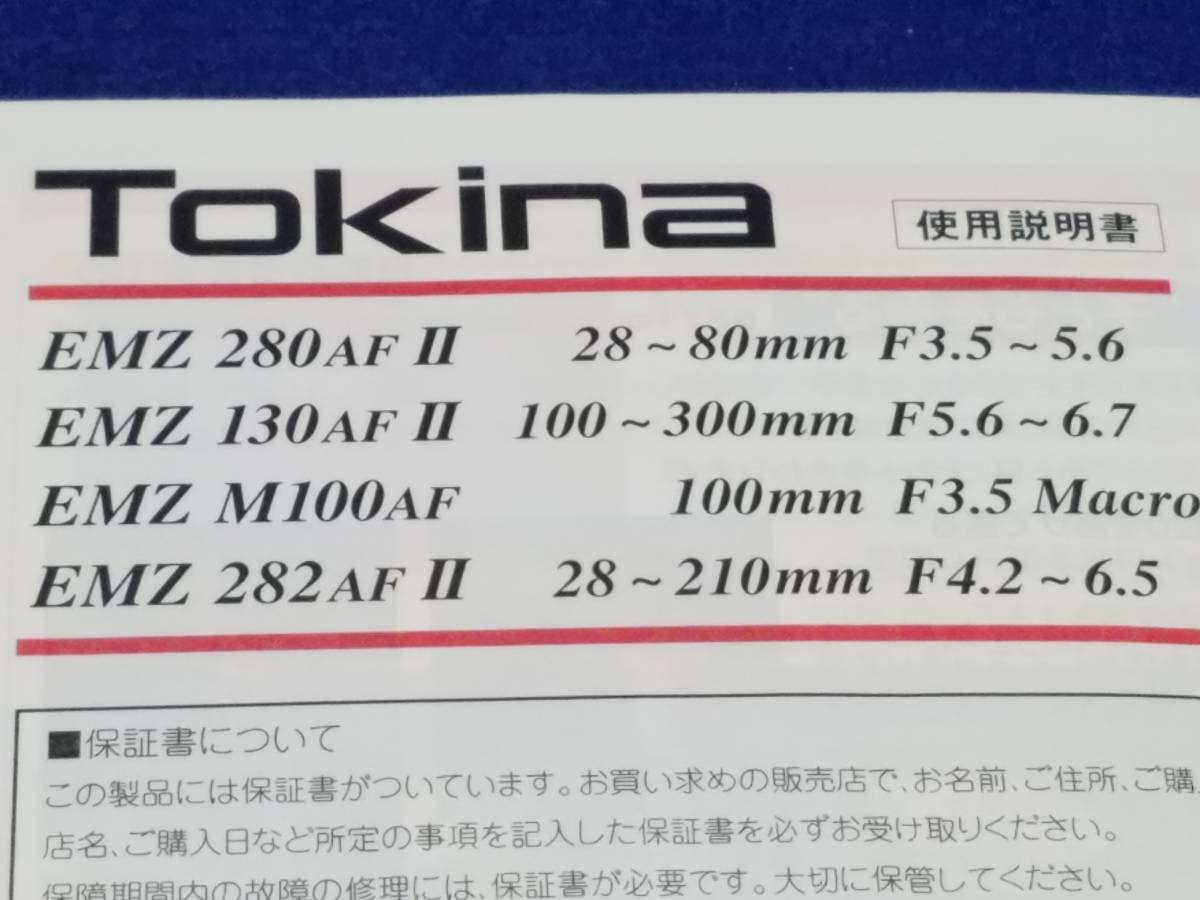 Tokina 使用説明書
EMZ 280AF II 28~80mm F3.5~5.6
EMZ 130AF II 100~300mm F5.6~6.7
EMZ M100AF 100mm F3.5 Macro
EMZ 282AF II 28~210mm F4.2~6.5
■保証書について
この製品には保証書がついています。お買い求めの販売店で、お名前、ご住所、ご購
店名、ご購入日など所定の事項を記入した保証書を必ずお受け取りください。
保障期間内の故障の修理には、保証書が必要です。大切に保管してください。